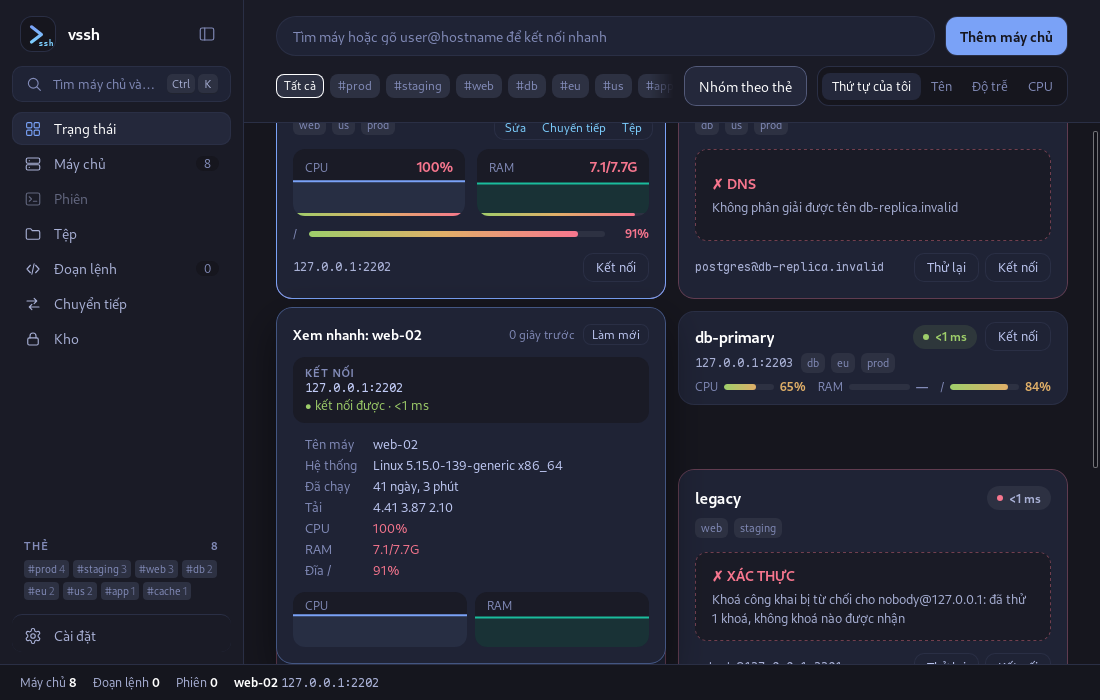 ssh
vssh
Tìm máy chủ và...
Ctrl
K
Trạng thái
Máy chủ
8
Phiên
Tệp
Đoạn lệnh
0
Chuyển tiếp
Kho
THẺ
8
#prod 4
#staging 3
#web 3
#db 2
#eu 2
#us 2
#app 1
#cache 1
Cài đặt
Tìm máy hoặc gõ user@hostname để kết nối nhanh
Thêm máy chủ
Tất cả
#prod
#staging
#web
#db
#eu
#us
#app
Nhóm theo thẻ
Thứ tự của tôi
Tên
Độ trễ
CPU
web
us
prod
Sửa
Chuyển tiếp
Tệp
CPU
100%
RAM
7.1/7.7G
/
91%
127.0.0.1:2202
Kết nối
Xem nhanh: web-02
0 giây trước
Làm mới
KẾT NỐI
127.0.0.1:2202
● kết nối được · <1 ms
Tên máy web-02
Hệ thống Linux 5.15.0-139-generic x86_64
Đã chạy 41 ngày, 3 phút
Tải 4.41 3.87 2.10
CPU 100%
RAM 7.1/7.7G
Đĩa / 91%
CPU
RAM
db
us
prod
✗ DNS
Không phân giải được tên db-replica.invalid
postgres@db-replica.invalid
Thử lại
Kết nối
db-primary
<1 ms
Kết nối
127.0.0.1:2203
db
eu
prod
CPU
65%
RAM
—
/
84%
legacy
<1 ms
web
staging
✗ XÁC THỰC
Khoá công khai bị từ chối cho nobody@127.0.0.1: đã thử
1 khoá, không khoá nào được nhận
Thử lại
Kết nối
Máy chủ 8
Đoạn lệnh 0
Phiên 0
web-02 127.0.0.1:2202